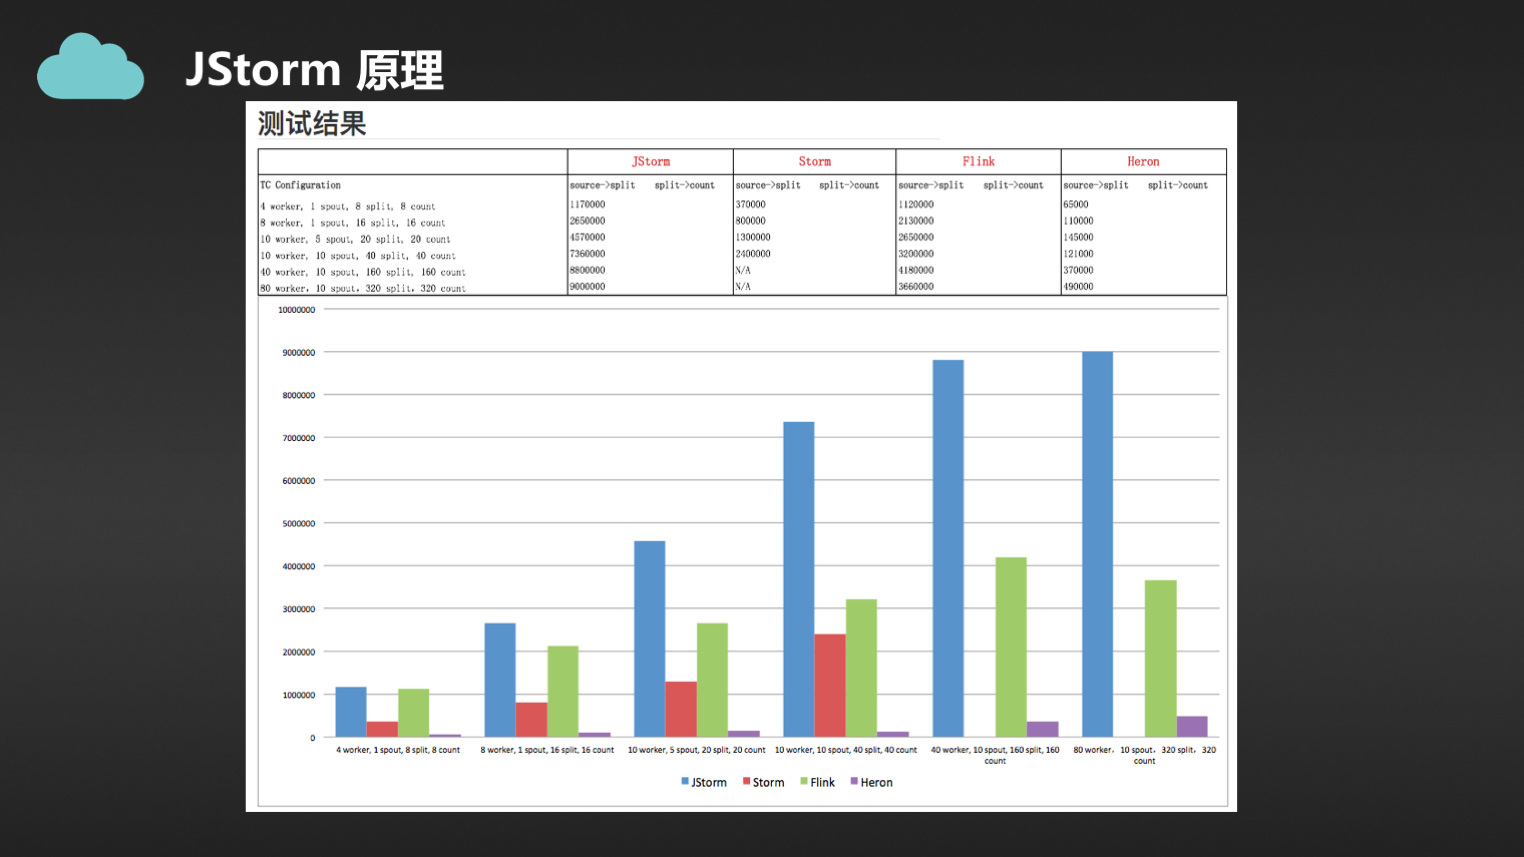 JStorm 原理
测试结果
JStorm Storm Flink Heron
TC Configuration source->split split->count source->split split->count source->split split->count source->split split->count
4 worker, 1 spout, 8 split, 8 count 1170000 370000 1120000 65000
8 worker, 1 spout, 16 split, 16 count 2650000 800000 2130000 110000
10 worker, 5 spout, 20 split, 20 count 4570000 1300000 2650000 145000
10 worker, 10 spout, 40 split, 40 count 7360000 2400000 3200000 121000
40 worker, 10 spout, 160 split, 160 count 8800000 N/A 4180000 370000
80 worker, 10 spout, 320 split, 320 count 9000000 N/A 3660000 490000
10000000
9000000
8000000
7000000
6000000
5000000
4000000
3000000
2000000
1000000
0
4 worker, 1 spout, 8 split, 8 count 8 worker, 1 spout, 16 split, 16 count 10 worker, 5 spout, 20 split, 20 count 10 worker, 10 spout, 40 split, 40 count 40 worker, 10 spout, 160 split, 160 80 worker, 10 spout, 320 split, 320
count count
JStorm Storm Flink Heron